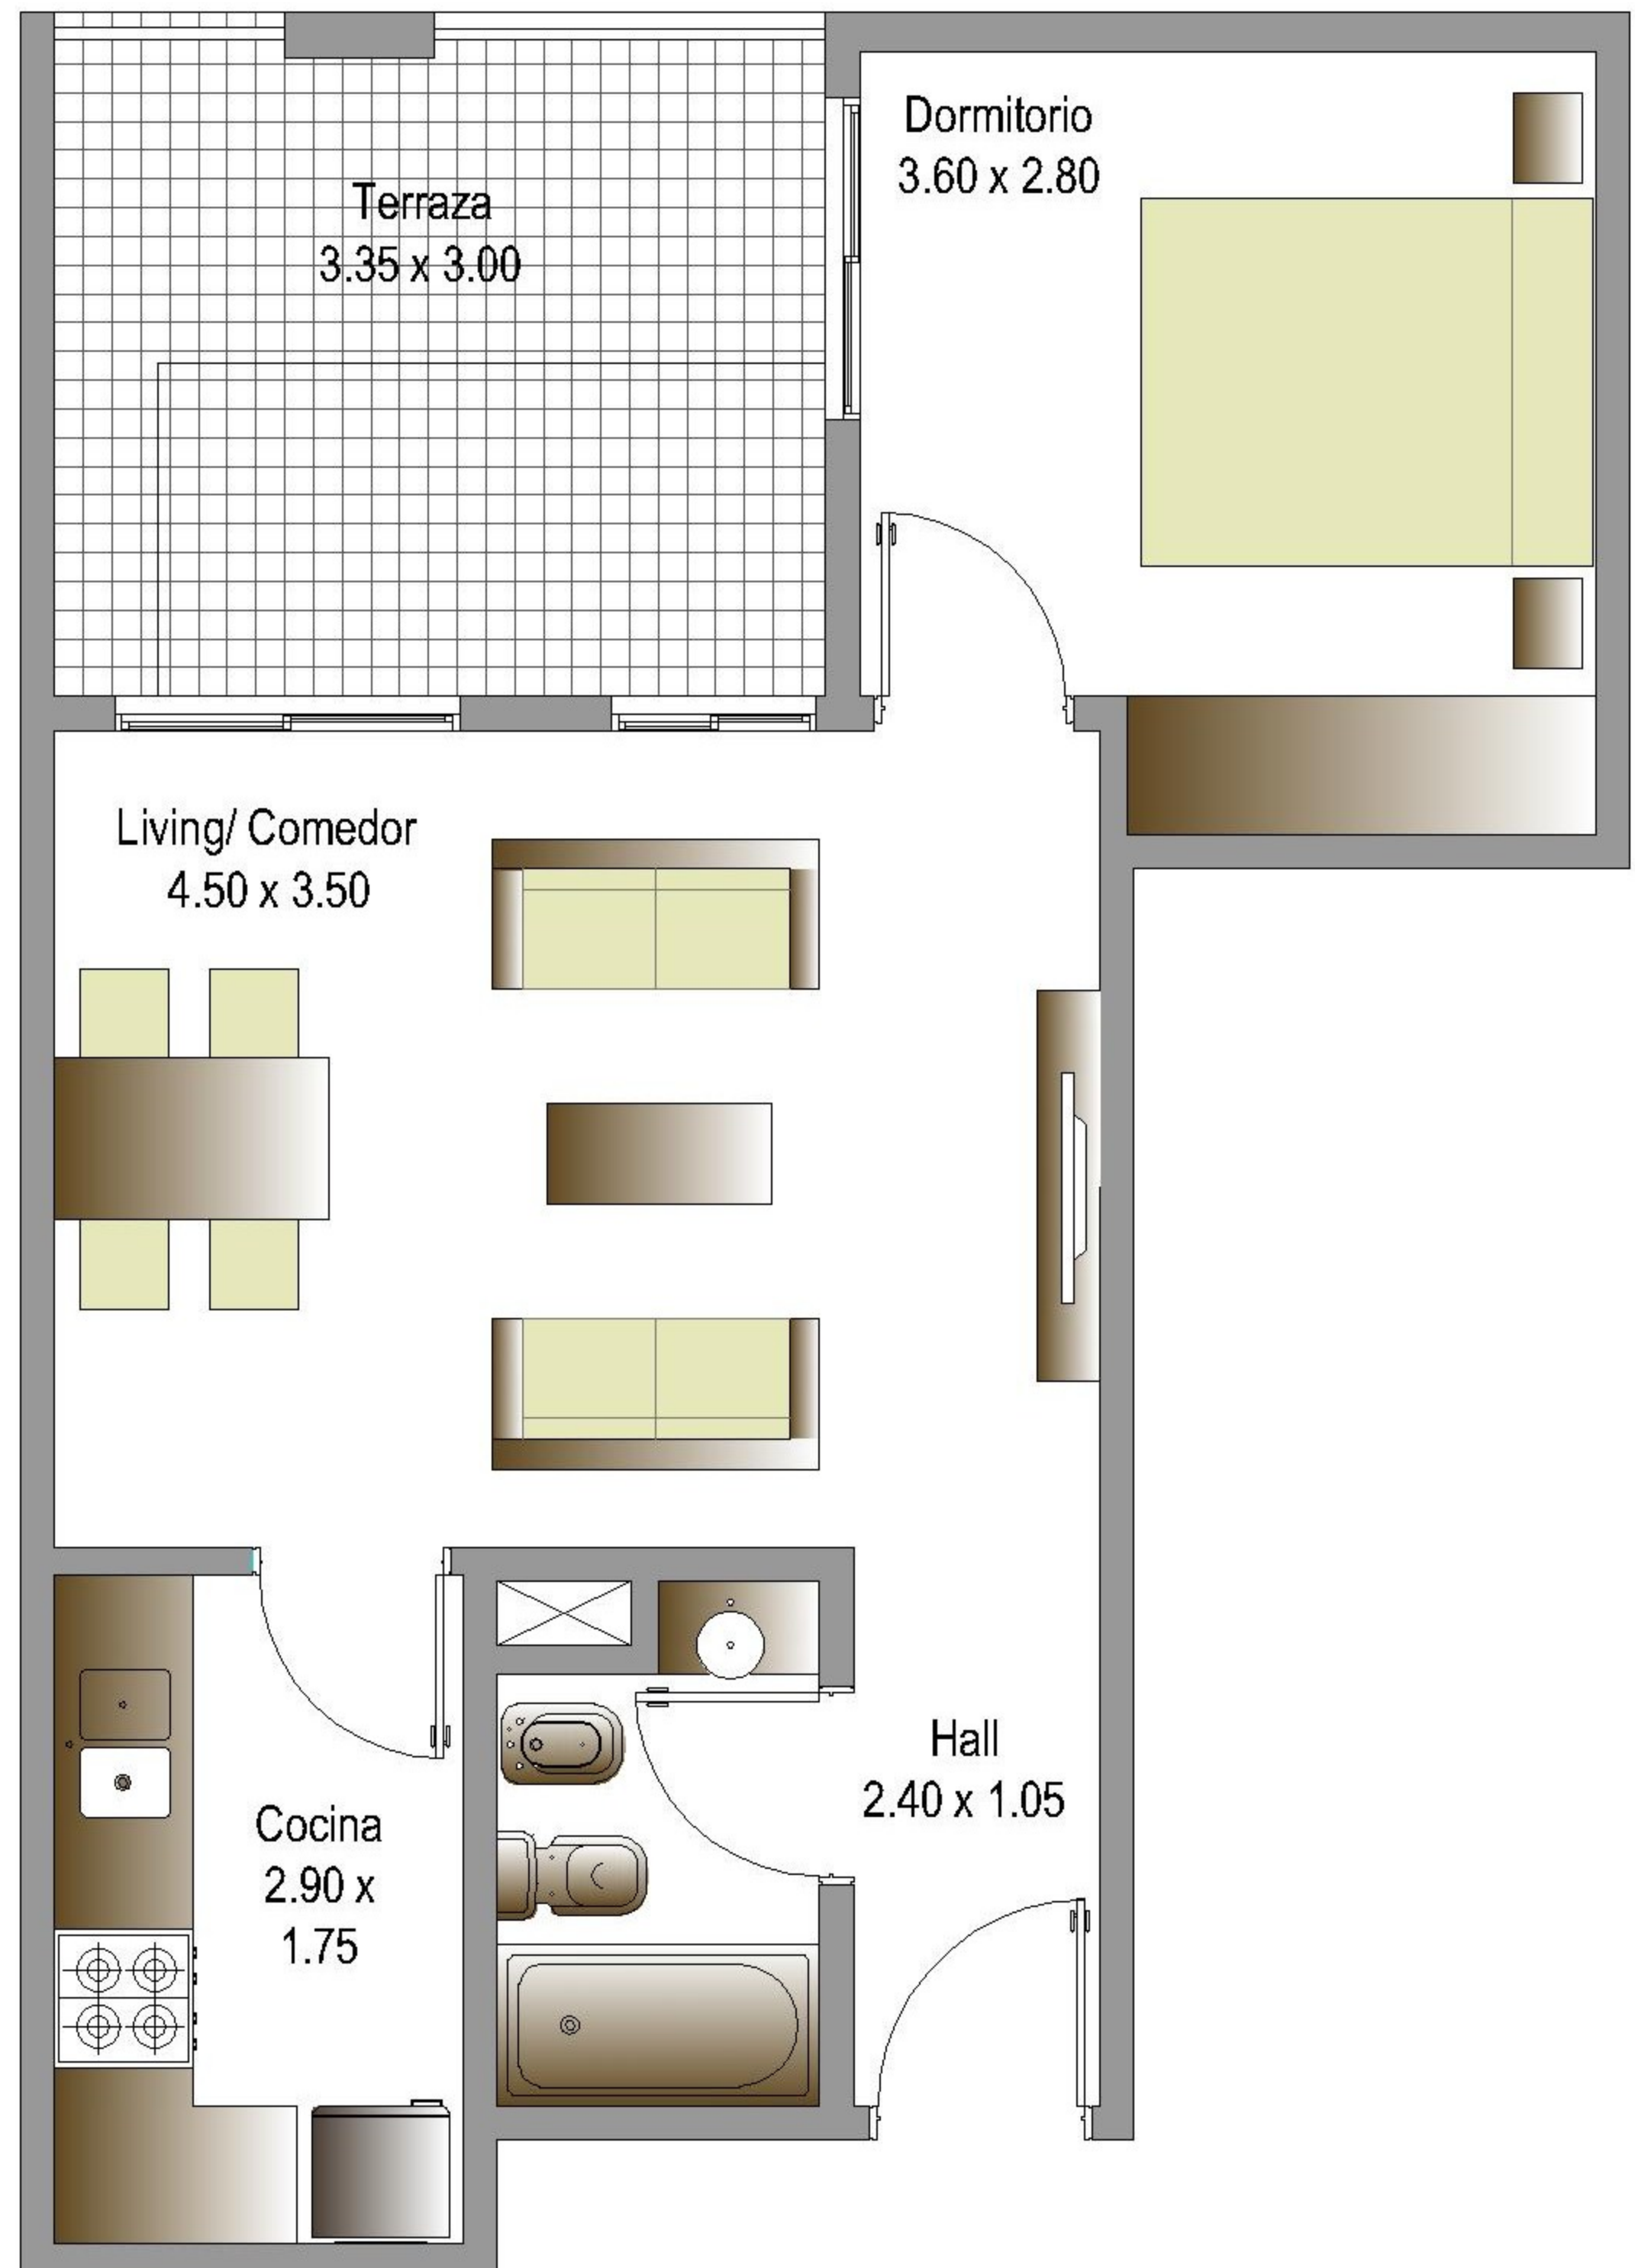 Dormitorio
3.60 x 2.80
Terraza
3.35 x 3.00
Living/ Comedor
4.50 x 3.50
Hall
2.40 x 1.05
Cocina
2.90 x
1.75